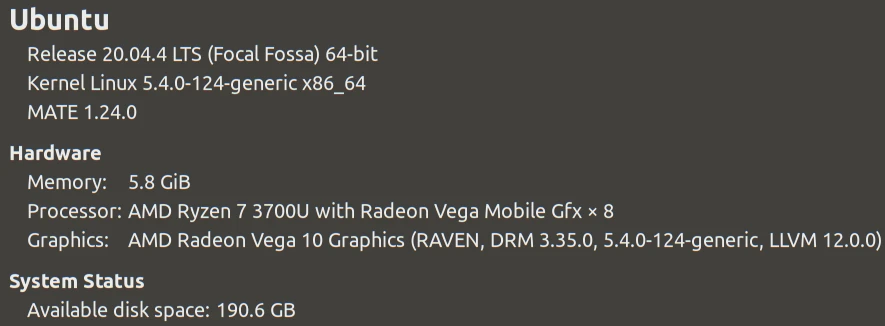 Ubuntu
Release 20.04.4 LTS (Focal Fossa) 64-bit
Kernel Linux 5.4.0-124-generic x86_64
MATE 1.24.0
Hardware
Memory: 5.8 GiB
Processor: AMD Ryzen 7 3700U with Radeon Vega Mobile Gfx × 8
Graphics: AMD Radeon Vega 10 Graphics (RAVEN, DRM 3.35.0, 5.4.0-124-generic, LLVM 12.0.0)
System Status
Available disk space: 190.6 GB